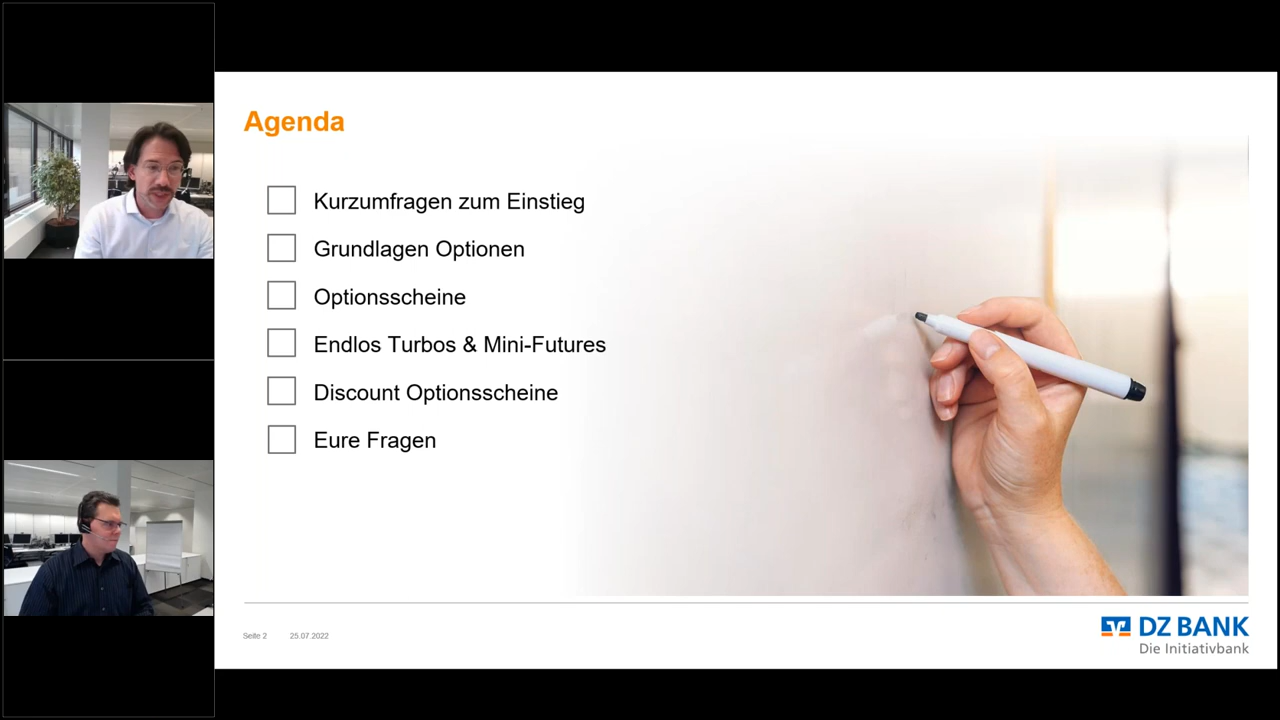 Agenda
Kurzumfragen zum Einstieg
Grundlagen Optionen
Optionsscheine
Endlos Turbos & Mini-Futures
Discount Optionsscheine
Eure Fragen
Seite 2 25.07.2022
DZ BANK
Die Initiativbank